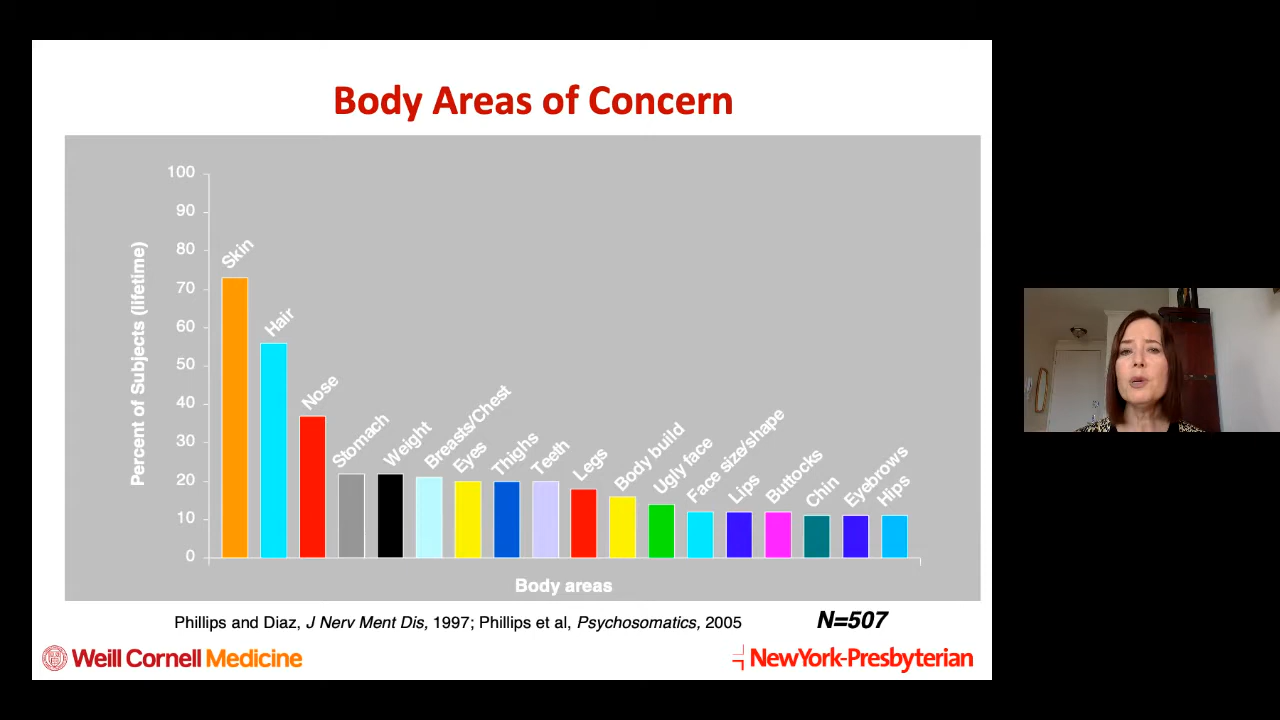 Body Areas of Concern
Percent of Subjects (lifetime)
100
90
80
70
60
50
40
30
20
10
0
Skin
Hair
Nose
Stomach
Weight
Breasts/Chest
Eyes
Thighs
Teeth
Legs
Body build
Ugly face
Face size/shape
Lips
Buttocks
Chin
Eyebrows
Hips
Body areas
Phillips and Diaz, J Nerv Ment Dis, 1997; Phillips et al, Psychosomatics, 2005
N=507
Weill Cornell Medicine
NewYork-Presbyterian